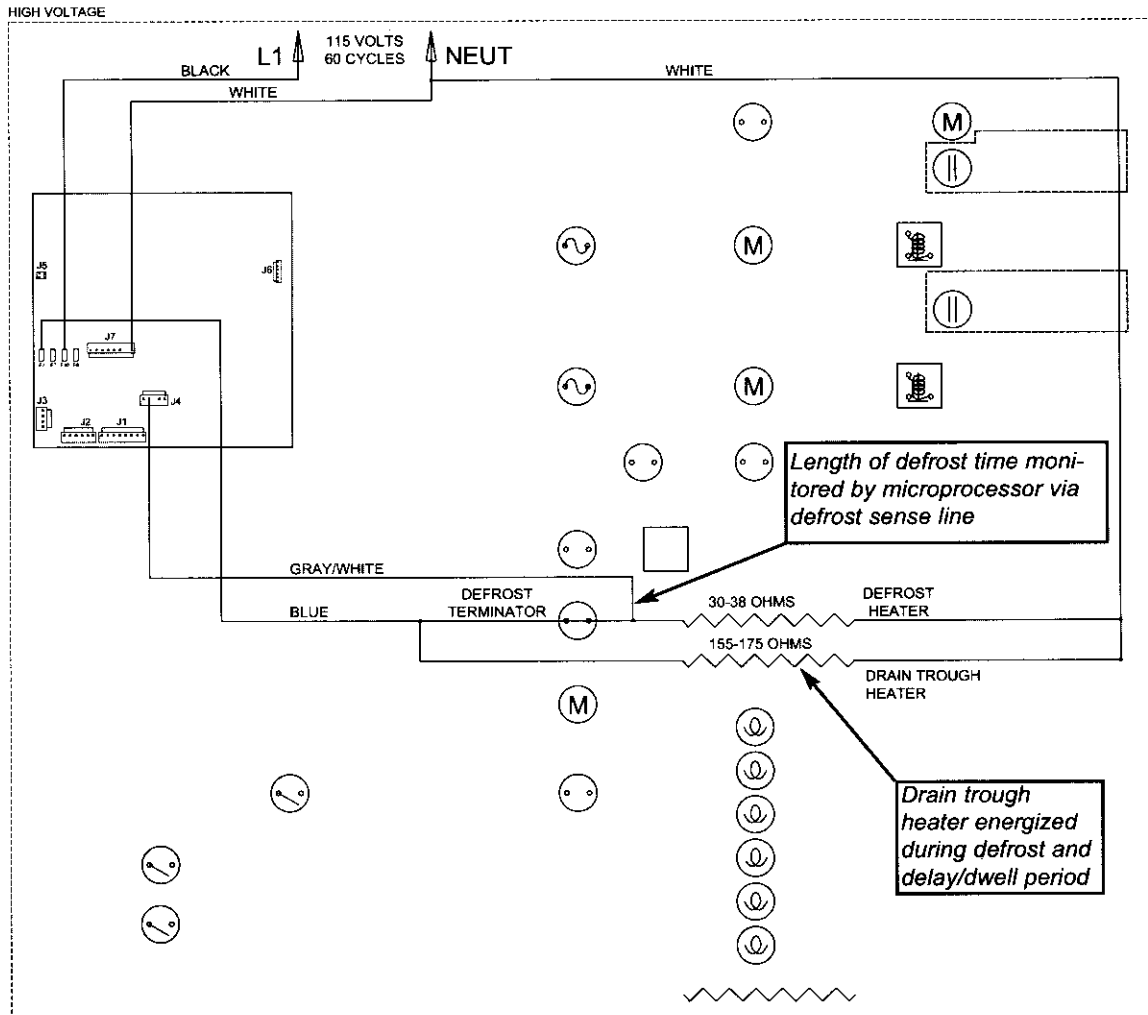 HIGH VOLTAGE
L1
115 VOLTS
60 CYCLES
NEUT
BLACK
WHITE
WHITE
M
J5
J6
M
J7
J4
J3
J2
J1
M
Length of defrost time moni-
tored by microprocessor via
defrost sense line
GRAY/WHITE
DEFROST
TERMINATOR
BLUE
30-38 OHMS
DEFROST
HEATER
155-175 OHMS
DRAIN TROUGH
HEATER
M
Drain trough
heater energized
during defrost and
delay/dwell period